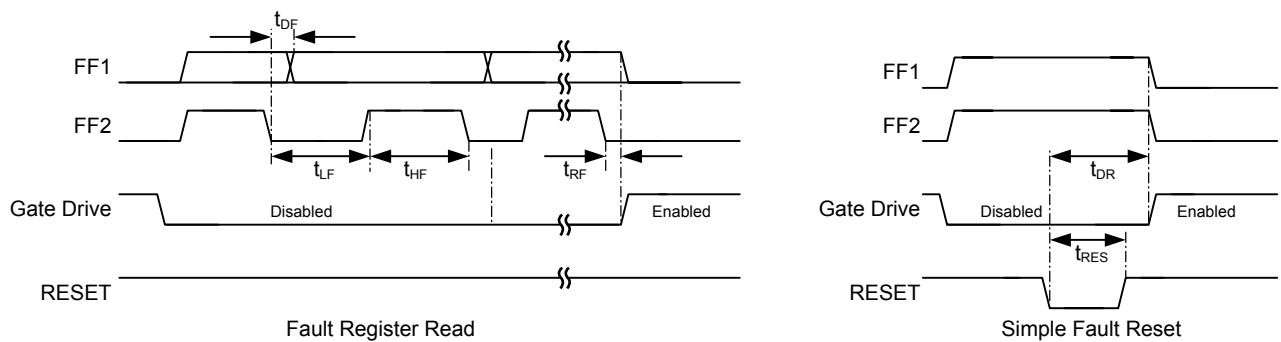 tDF
FF1
FF2
tLF
tHF
tRF
Gate Drive
Disabled
Enabled
RESET
Fault Register Read
FF1
FF2
tDR
Gate Drive
Disabled
Enabled
tRES
RESET
Simple Fault Reset